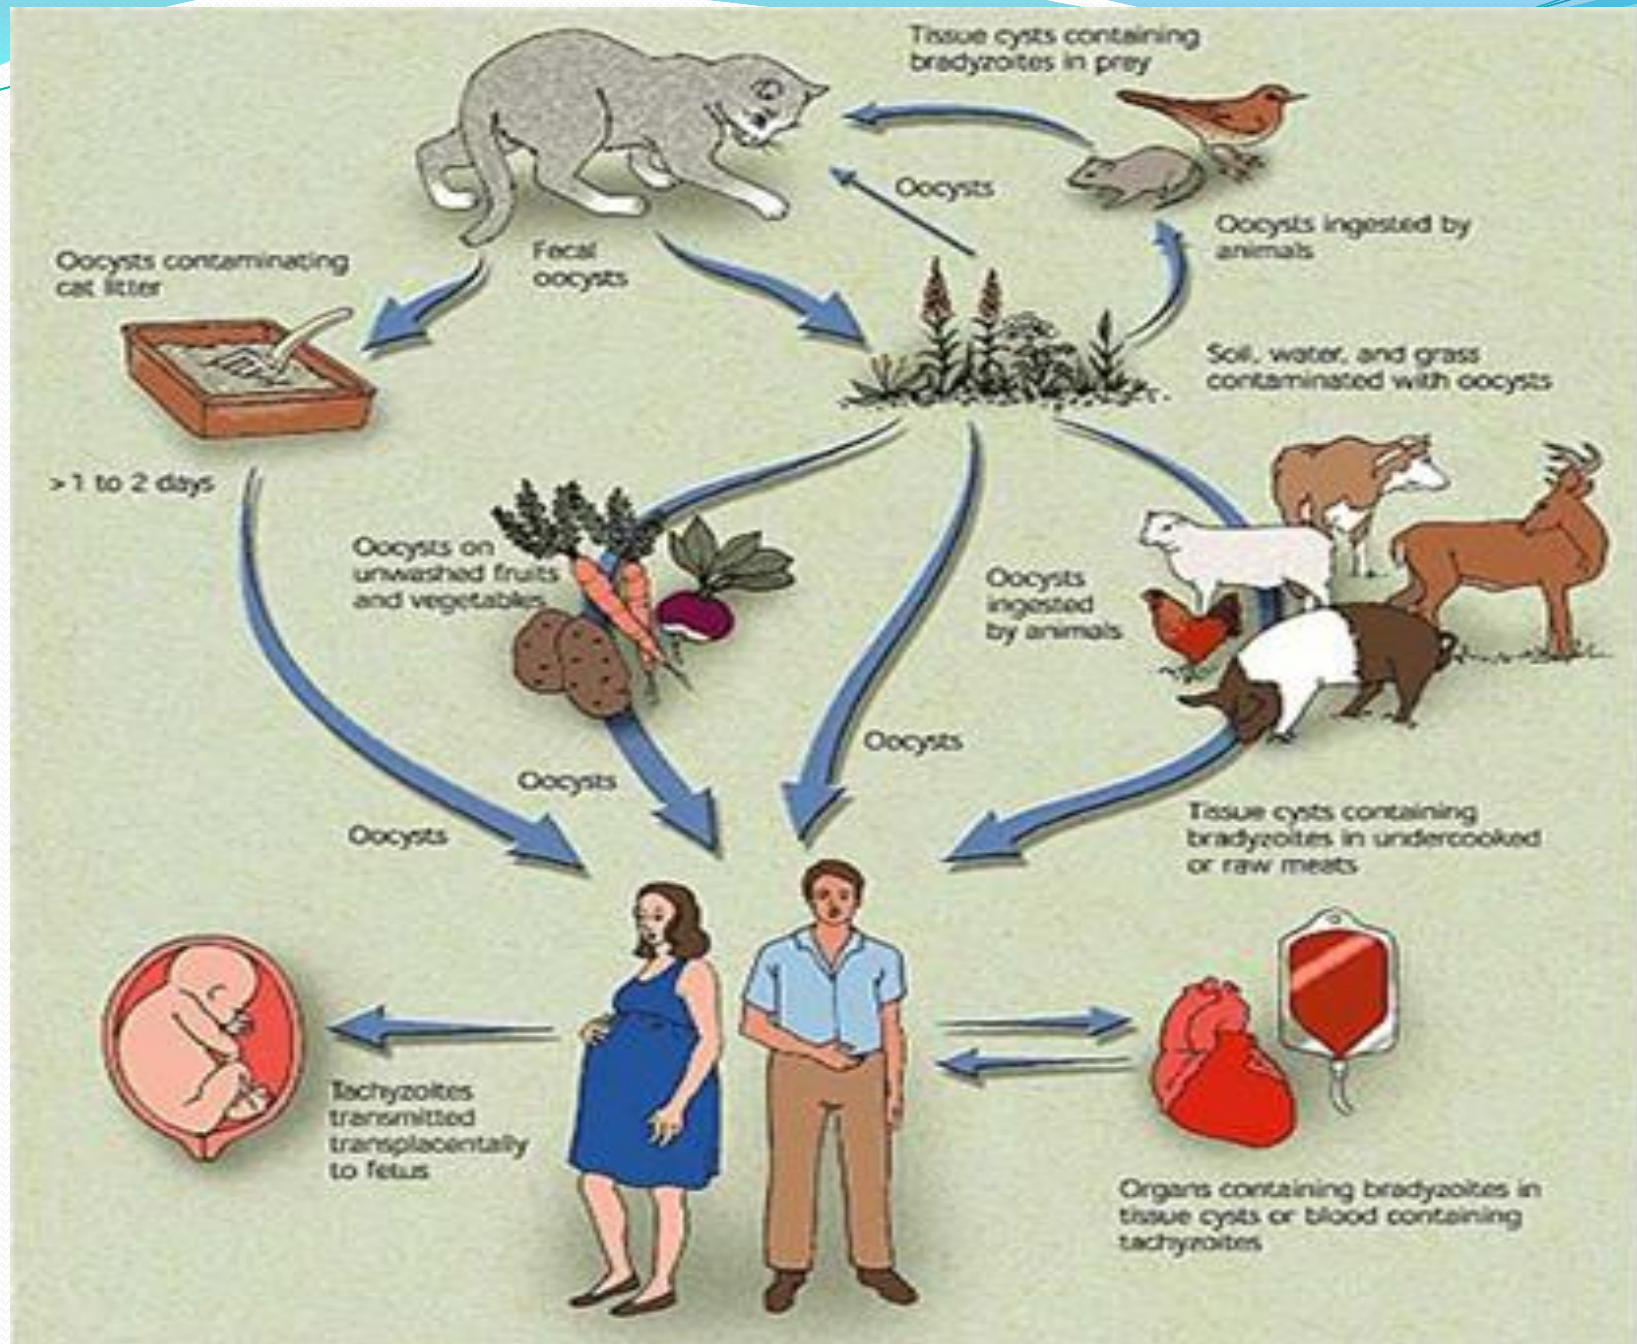 Tissue cysts containing
bradyzoites in prey
Oocysts
Oocysts ingested by
animals
Fecal
oocysts
Oocysts contaminating
cat litter
Soil, water, and grass
contaminated with oocysts
>1 to 2 days
Oocysts on
unwashed fruits
and vegetables
Oocysts
ingested
by animals
Oocysts
Oocysts
Oocysts
Tissue cysts containing
bradyzoites in undercooked
or raw meats
Tachyzoites
transmitted
transplacentally
to fetus
Organs containing bradyzoites in
tissue cysts or blood containing
tachyzoites